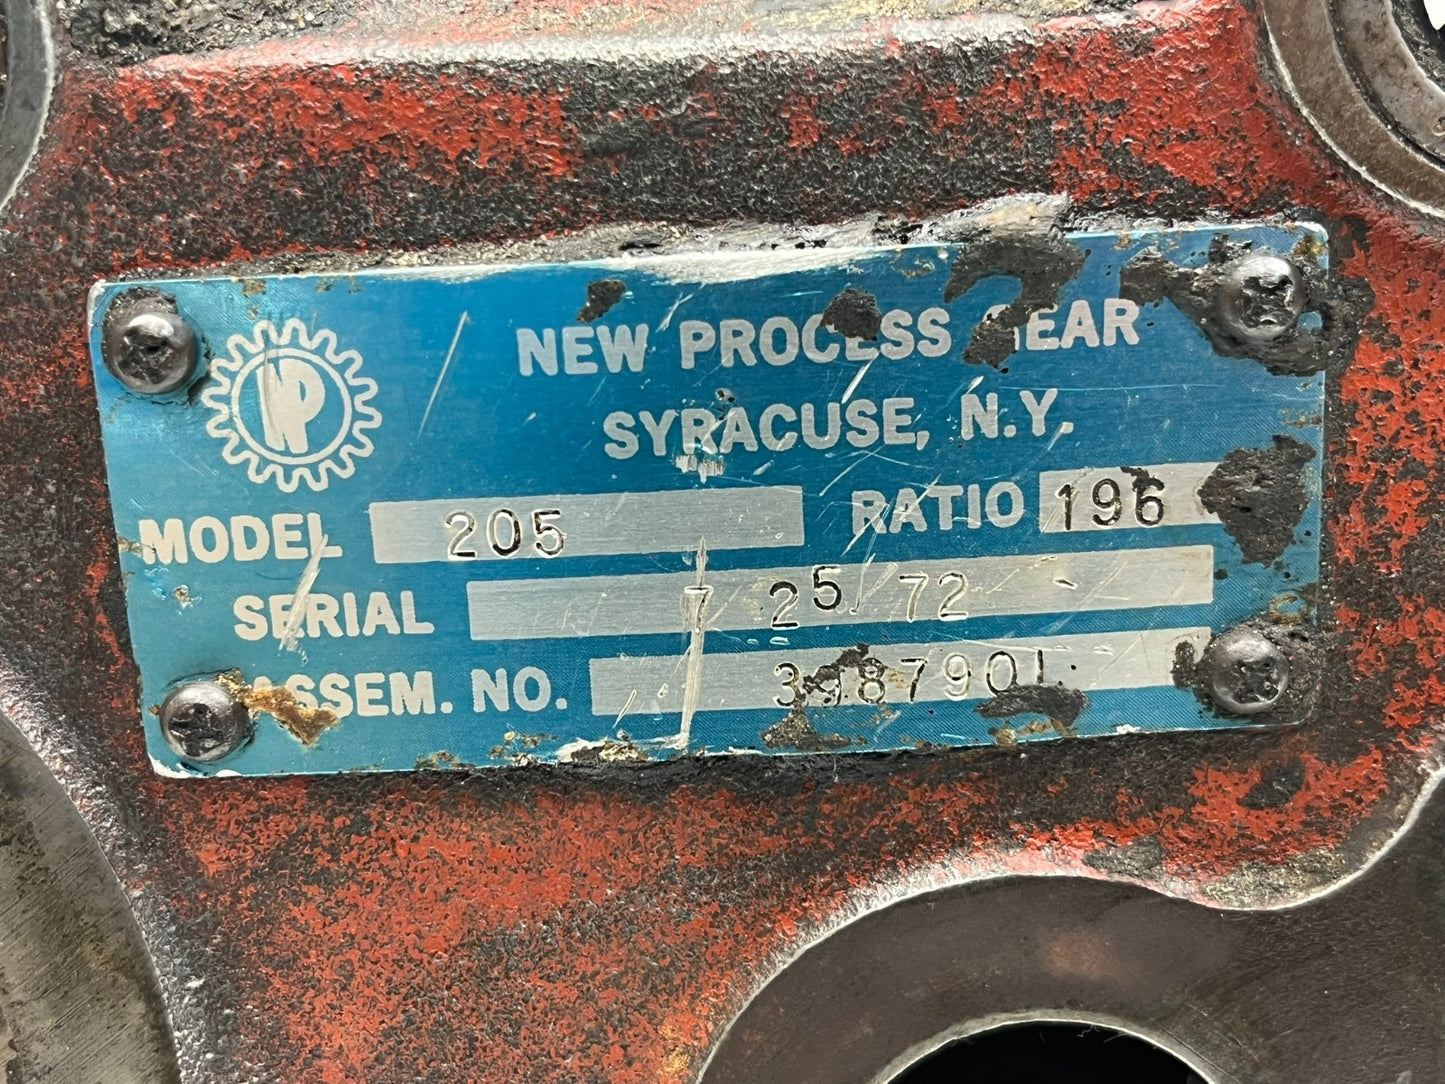 NP
NEW PROCESS GEAR
SYRACUSE, N.Y.
MODEL 205 RATIO 196
SERIAL 7 25 72
ASSEM. NO. 3987901